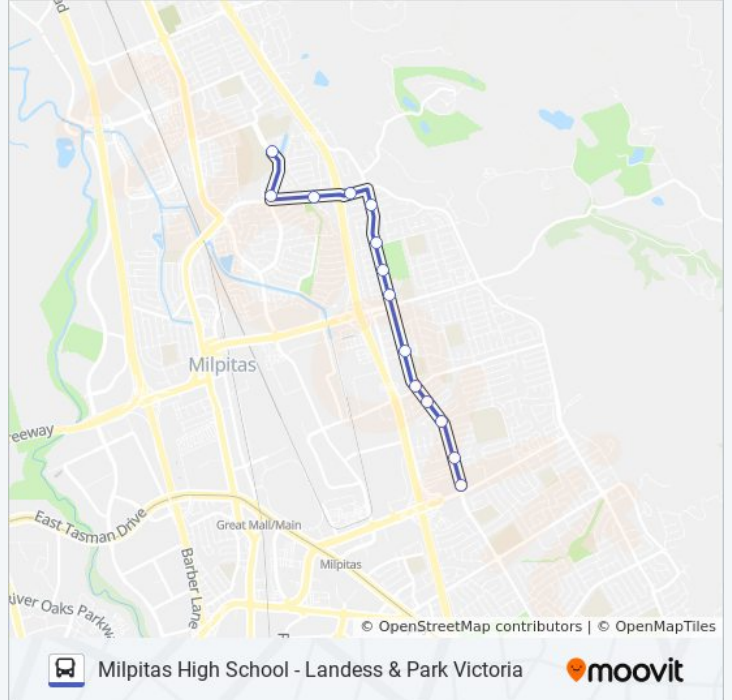 Milpitas
eeway
East Tasman Drive
Great Mall/Main
Milpitas
Barber Lane
iver Oaks Parkw
© OpenStreetMap contributors | © OpenMapTiles
Milpitas High School - Landess & Park Victoria
moovit